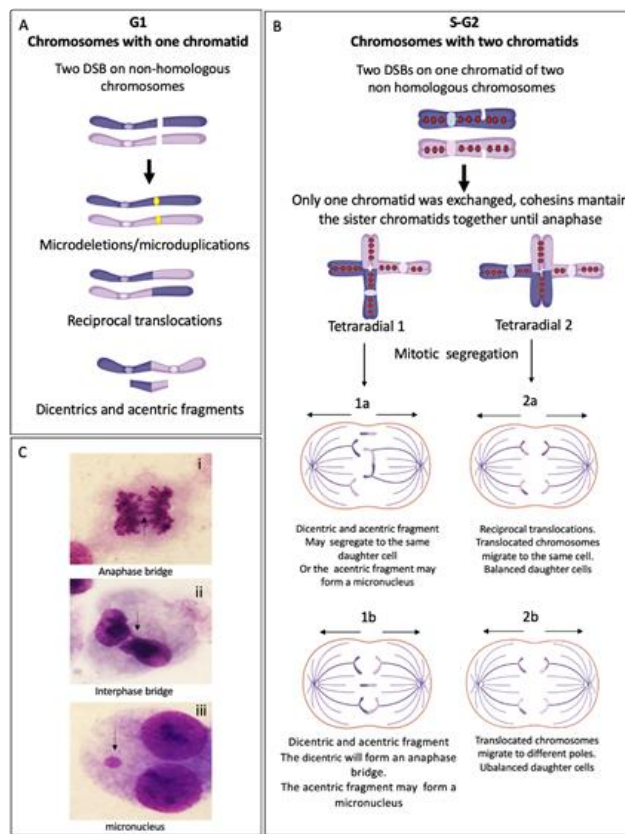 A
G1
Chromosomes with one chromatid
Two DSB on non-homologous
chromosomes
Microdeletions/microduplications
Reciprocal translocations
Dicentrics and acentric fragments
B
S-G2
Chromosomes with two chromatids
Two DSBs on one chromatid of two
non homologous chromosomes
Only one chromatid was exchanged, cohesins mantain
the sister chromatids together until anaphase
Tetraradial 1
Tetraradial 2
Mitotic segregation
1a
Dicentric and acentric fragment
May segregate to the same
daughter cell
Or the acentric fragment may
form a micronucleus
2a
Reciprocal translocations.
Translocated chromosomes
migrate to the same cell.
Balanced daughter cells
1b
Dicentric and acentric fragment
The dicentric will form an anaphase
bridge.
The acentric fragment may form a
micronucleus
2b
Translocated chromosomes
migrate to different poles.
Ubalanced daughter cells
C
i
Anaphase bridge
ii
Interphase bridge
iii
micronucleus